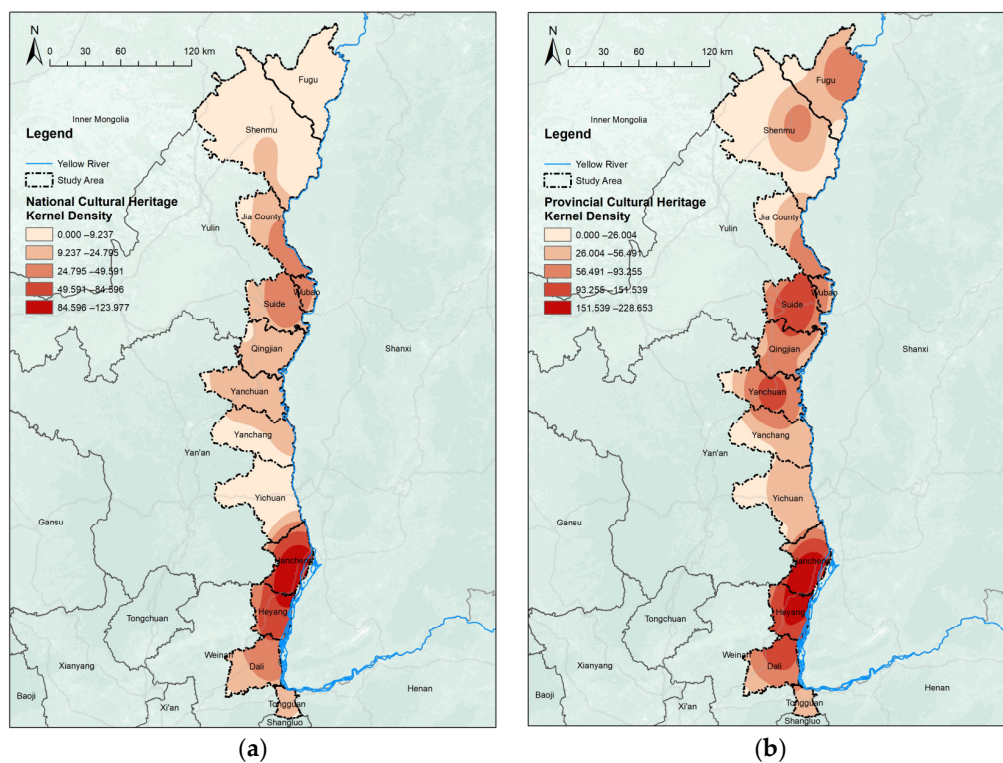 N
0 30 60 120 km
Fugu
Inner Mongolia
Legend
Shenmu
Yellow River
Study Area
National Cultural Heritage
Kernel Density
0.000 –9.237
9.237 –24.795
24.795 –49.591
49.591 –84.596
84.596 –123.977
Jia County
Yulin
Wubao
Suide
Qingjian
Shanxi
Yanchuan
Yanchang
Yan'an
Yichuan
Gansu
Hancheng
Heyang
Tongchuan
Weinan
Dali
Xianyang
Henan
Baoji
Xi'an
Tongguan
Shangluo
(a)
N
0 30 60 120 km
Fugu
Inner Mongolia
Legend
Shenmu
Yellow River
Study Area
Provincial Cultural Heritage
Kernel Density
0.000 –26.004
26.004 –56.491
56.491 –93.255
93.255 –151.539
151.539 –228.653
Jia County
Yulin
Wubao
Suide
Qingjian
Shanxi
Yanchuan
Yanchang
Yan'an
Yichuan
Gansu
Hancheng
Heyang
Tongchuan
Weinan
Dali
Xianyang
Henan
Baoji
Xi'an
Tongguan
Shangluo
(b)